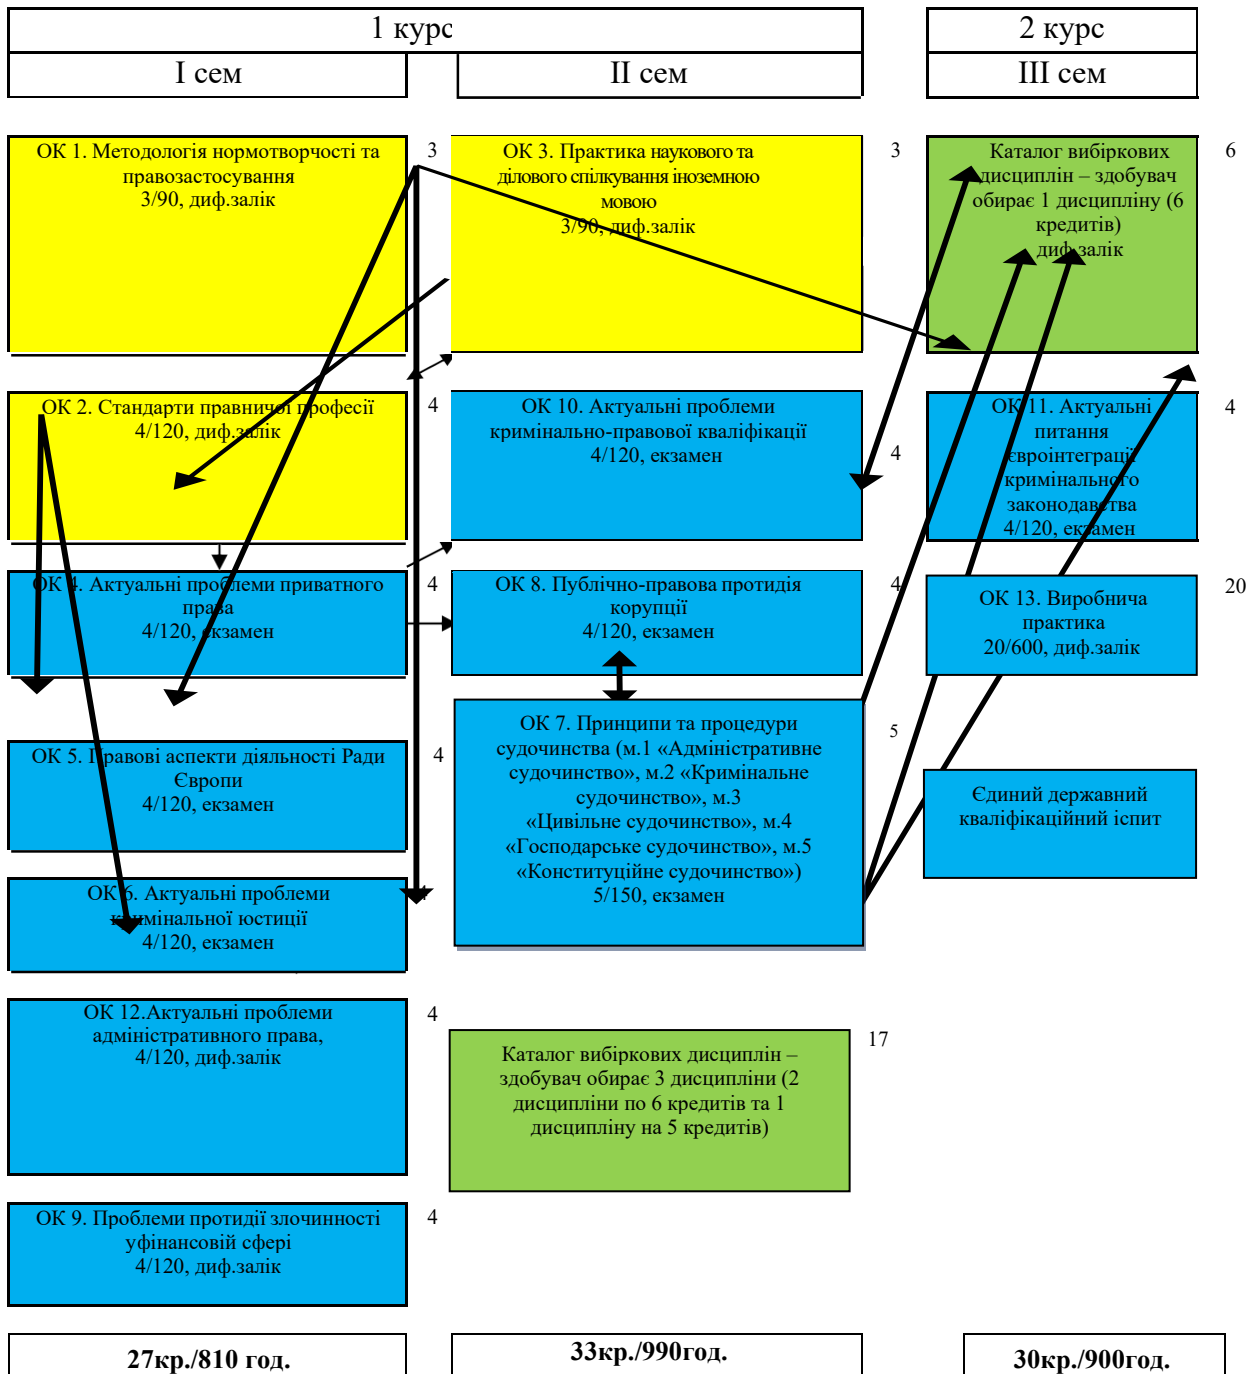 1 курс
2 курс
І сем
ІІ сем
ІІІ сем
ОК 1. Методологія нормотворчості та
правозастосування
3/90, диф.залік
3
ОК 3. Практика наукового та
ділового спілкування іноземною
мовою
3/90, диф.залік
3
Каталог вибіркових
дисциплін – здобувач
обирає 1 дисципліну (6
кредитів)
диф.залік
6
ОК 2. Стандарти правничої професії
4/120, диф.залік
4
ОК 10. Актуальні проблеми
кримінально-правової кваліфікації
4/120, екзамен
4
ОК 11. Актуальні
питання
євроінтеграції
кримінального
законодавства
4/120, екзамен
4
ОК 4. Актуальні проблеми приватного
права
4/120, екзамен
4
ОК 8. Публічно-правова протидія
корупції
4/120, екзамен
4
ОК 13. Виробнича
практика
20/600, диф.залік
20
ОК 5. Правові аспекти діяльності Ради
Європи
4/120, екзамен
4
ОК 7. Принципи та процедури
судочинства (м.1 «Адміністративне
судочинство», м.2 «Кримінальне
судочинство», м.3
«Цивільне судочинство», м.4
«Господарське судочинство», м.5
«Конституційне судочинство»)
5/150, екзамен
5
Єдиний державний
кваліфікаційний іспит
ОК 6. Актуальні проблеми
кримінальної юстиції
4/120, екзамен
4
ОК 12.Актуальні проблеми
адміністративного права,
4/120, диф.залік
4
Каталог вибіркових дисциплін –
здобувач обирає 3 дисципліни (2
дисципліни по 6 кредитів та 1
дисципліну на 5 кредитів)
17
ОК 9. Проблеми протидії злочинності
уфінансовій сфері
4/120, диф.залік
4
27кр./810 год.
33кр./990год.
30кр./900год.